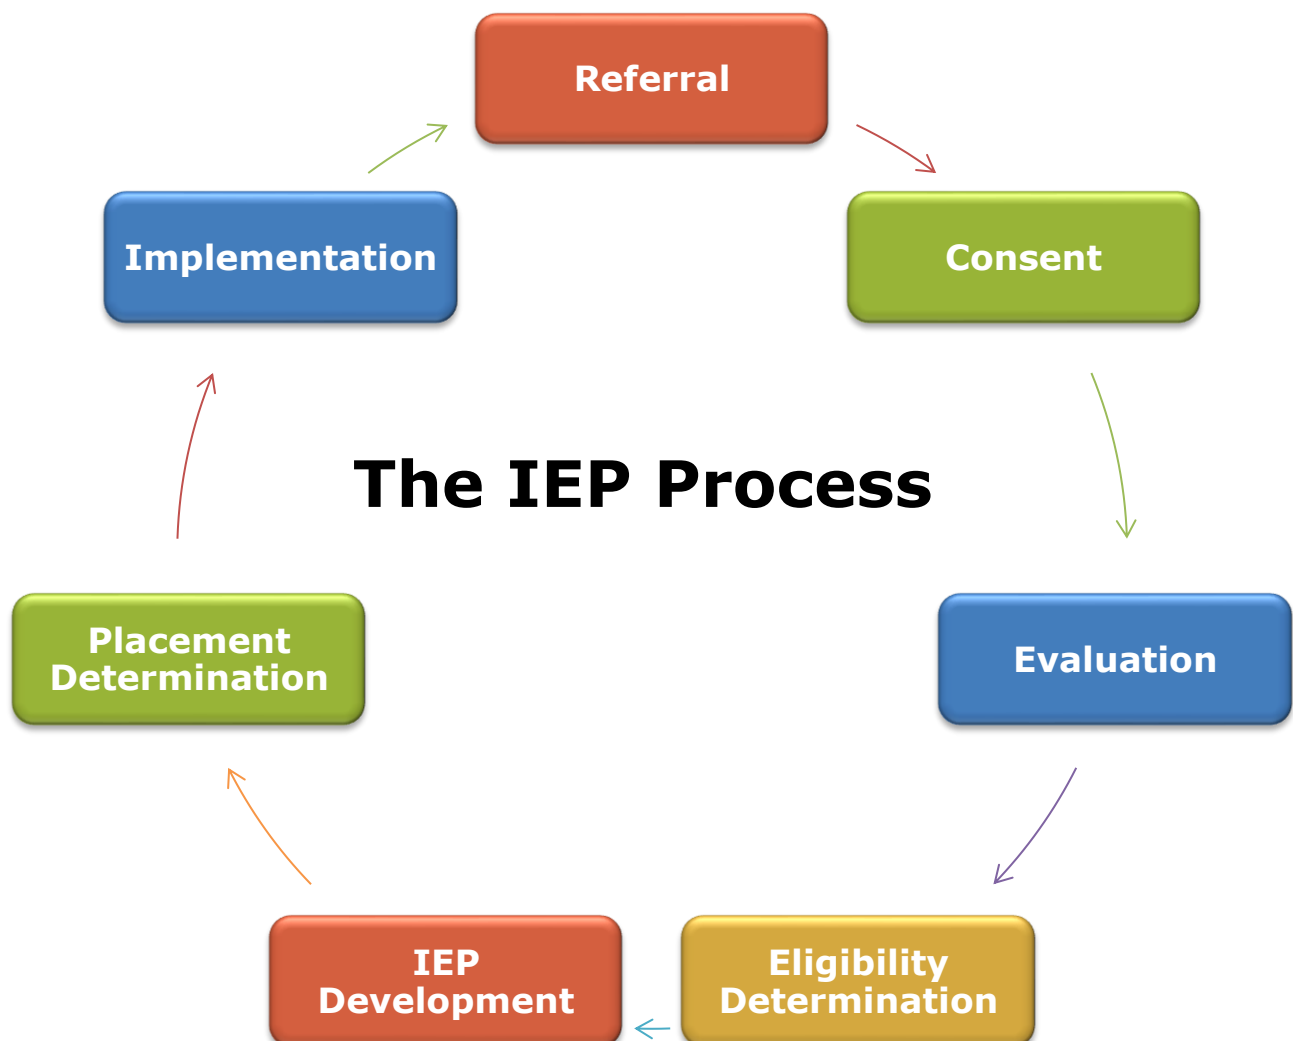 Referral
Consent
Evaluation
Eligibility
Determination
IEP
Development
Placement
Determination
Implementation
The IEP Process